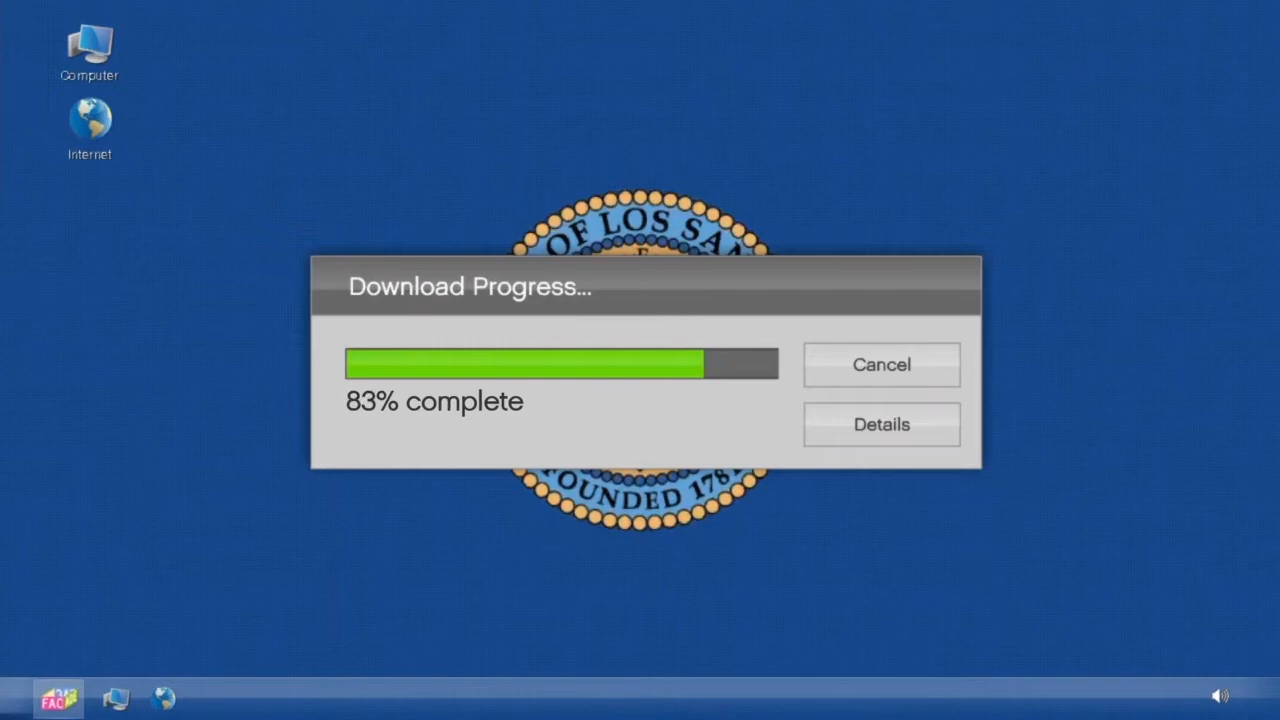 Computer
Internet
OF LOS SAN
Download Progress...
Cancel
83% complete
Details
FOUNDED 178
FAC